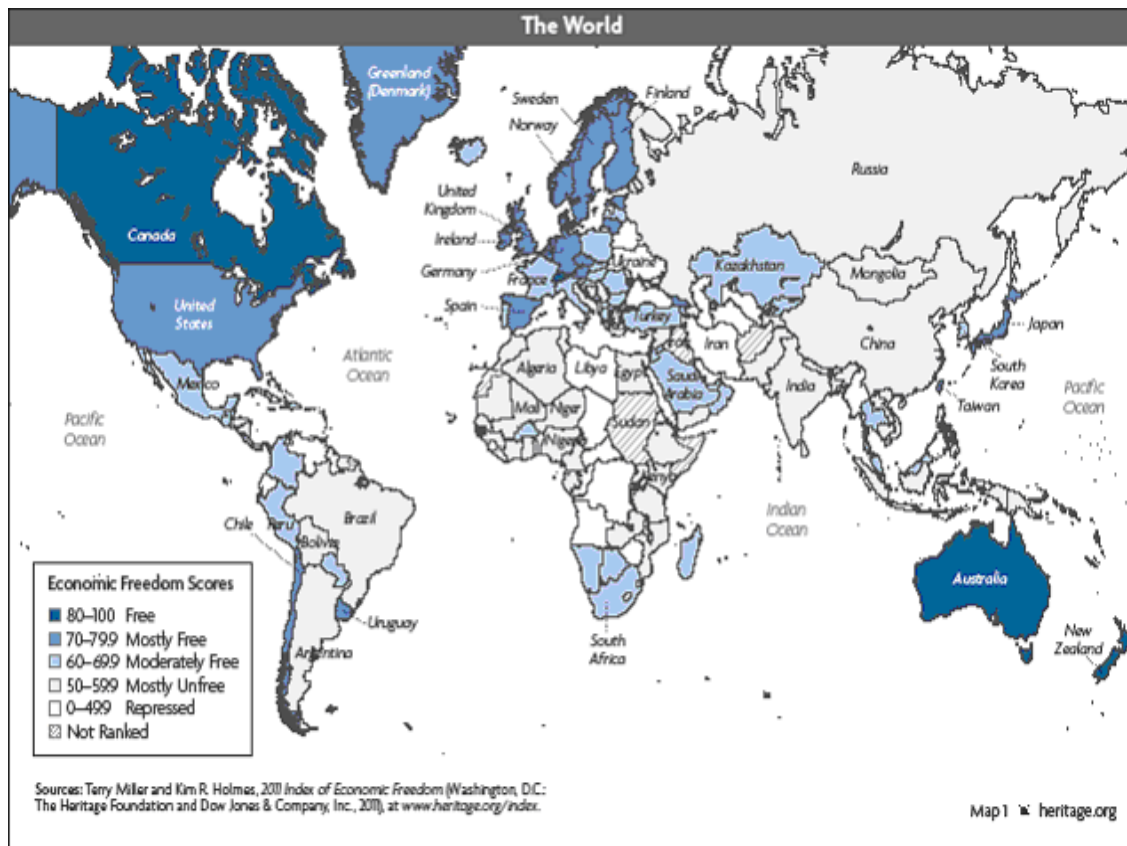 The World
Greenland
(Denmark)
Sweden
Finland
Norway
Russia
United
Kingdom
Canada
Ireland
Ukraine
Kazakhstan
Germany
France
Mongolia
United
States
Spain
Turkey
Japan
Iraq
Iran
China
Atlantic
Ocean
Algeria
Libya
Egypt
South
Korea
Mexico
Saudi
Arabia
India
Pacific
Ocean
Taiwan
Pacific
Ocean
Mali
Niger
Sudan
Nigeria
Kenya
Indian
Ocean
Chile
Peru
Brazil
Bolivia
Australia
Uruguay
New
Zealand
South
Africa
Argentina
Economic Freedom Scores
80–100 Free
70–79.9 Mostly Free
60–69.9 Moderately Free
50–59.9 Mostly Unfree
0–49.9 Repressed
Not Ranked
Sources: Terry Miller and Kim R. Holmes, 2011 Index of Economic Freedom (Washington, D.C.:
The Heritage Foundation and Dow Jones & Company, Inc., 2011), at www.heritage.org/index.
Map 1 heritage.org